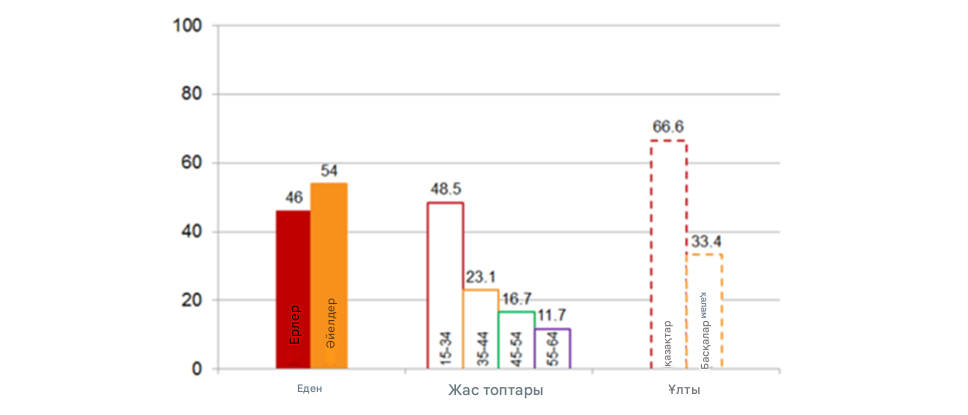 100
80
60
40
20
0
46
54
48.5
23.1
16.7
11.7
66.6
33.4
Ерлер
Әйелдер
15-34
35-44
45-54
55-64
қазақтар
Басқалар
Еден
Жас топтары
Ұлты